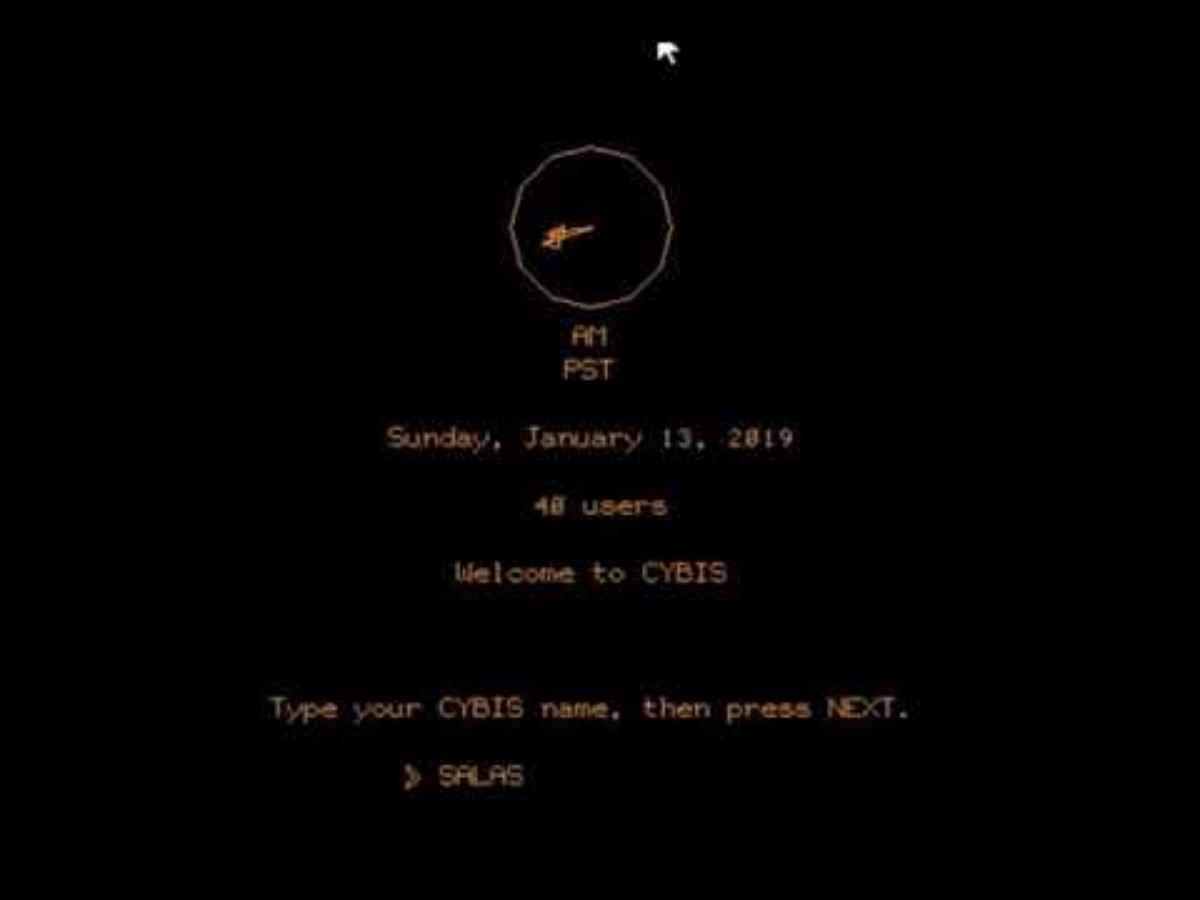 AM
PST
Sunday, January 13, 2019
40 users
Welcome to CYBIS
Type your CYBIS name, then press NEXT.
> SALAS